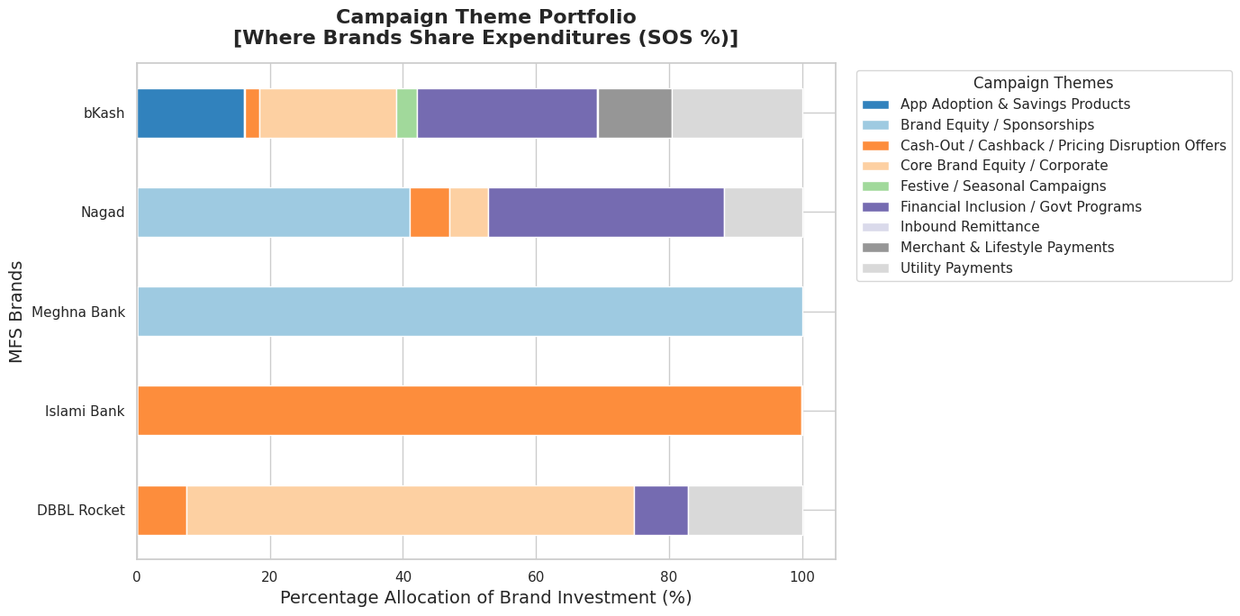 Campaign Theme Portfolio
[Where Brands Share Expenditures (SOS %)]
MFS Brands
bKash
Nagad
Meghna Bank
Islami Bank
DBBL Rocket
0 20 40 60 80 100
Percentage Allocation of Brand Investment (%)
Campaign Themes
App Adoption & Savings Products
Brand Equity / Sponsorships
Cash-Out / Cashback / Pricing Disruption Offers
Core Brand Equity / Corporate
Festive / Seasonal Campaigns
Financial Inclusion / Govt Programs
Inbound Remittance
Merchant & Lifestyle Payments
Utility Payments